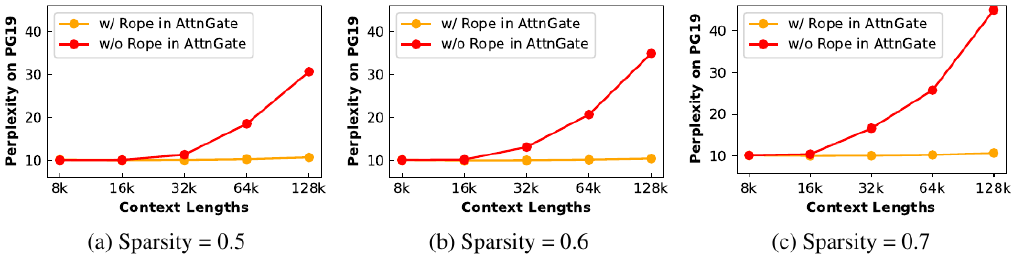 w/ Rope in AttnGate
w/o Rope in AttnGate
Perplexity on PG19
40
30
20
10
8k 16k 32k 64k 128k
Context Lengths
(a) Sparsity = 0.5
w/ Rope in AttnGate
w/o Rope in AttnGate
Perplexity on PG19
40
30
20
10
8k 16k 32k 64k 128k
Context Lengths
(b) Sparsity = 0.6
w/ Rope in AttnGate
w/o Rope in AttnGate
Perplexity on PG19
40
30
20
10
8k 16k 32k 64k 128k
Context Lengths
(c) Sparsity = 0.7